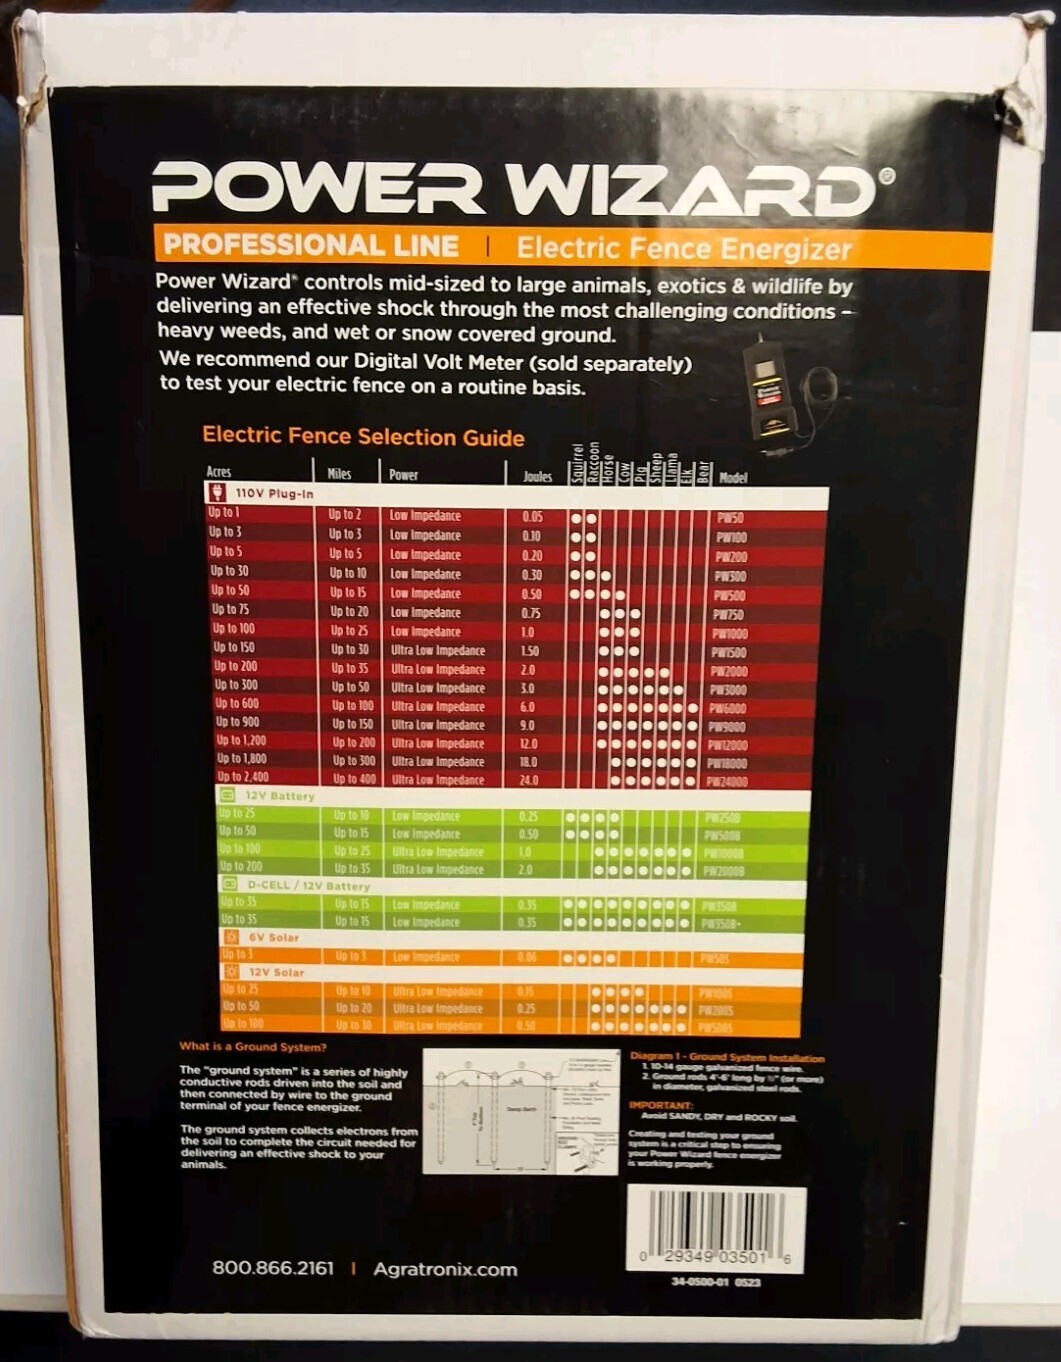 POWER WIZARD®
PROFESSIONAL LINE | Electric Fence Energizer
Power Wizard® controls mid-sized to large animals, exotics & wildlife by
delivering an effective shock through the most challenging conditions –
heavy weeds, and wet or snow covered ground.
We recommend our Digital Volt Meter (sold separately)
to test your electric fence on a routine basis.
Electric Fence Selection Guide
Acres Miles Power Joules Squirrel Raccoon Horse Cow Pig Sheep Llama Elk Bear Model
110V Plug-In
Up to 1 Up to 2 Low Impedance 0.05 PW50
Up to 3 Up to 3 Low Impedance 0.10 PW100
Up to 5 Up to 5 Low Impedance 0.20 PW200
Up to 30 Up to 10 Low Impedance 0.30 PW300
Up to 50 Up to 15 Low Impedance 0.50 PW500
Up to 75 Up to 20 Low Impedance 0.75 PW750
Up to 100 Up to 25 Low Impedance 1.0 PW1000
Up to 150 Up to 30 Ultra Low Impedance 1.50 PW1500
Up to 200 Up to 35 Ultra Low Impedance 2.0 PW2000
Up to 300 Up to 50 Ultra Low Impedance 3.0 PW3000
Up to 600 Up to 100 Ultra Low Impedance 6.0 PW6000
Up to 900 Up to 150 Ultra Low Impedance 9.0 PW9000
Up to 1,200 Up to 200 Ultra Low Impedance 12.0 PW12000
Up to 1,800 Up to 300 Ultra Low Impedance 18.0 PW18000
Up to 2,400 Up to 400 Ultra Low Impedance 24.0 PW24000
12V Battery
Up to 25 Up to 10 Low Impedance 0.25 PW250B
Up to 50 Up to 15 Low Impedance 0.50 PW500B
Up to 100 Up to 25 Ultra Low Impedance 1.0 PW1000B
Up to 200 Up to 35 Ultra Low Impedance 2.0 PW2000B
D-CELL / 12V Battery
Up to 35 Up to 15 Low Impedance 0.35 PW350B
Up to 35 Up to 15 Low Impedance 0.35 PW350B+
6V Solar
Up to 3 Up to 3 Low Impedance 0.06 PW50S
12V Solar
Up to 25 Up to 10 Ultra Low Impedance 0.15 PW100S
Up to 50 Up to 20 Ultra Low Impedance 0.25 PW200S
Up to 100 Up to 30 Ultra Low Impedance 0.50 PW500S
What is a Ground System?
The "ground system" is a series of highly
conductive rods driven into the soil and
then connected by wire to the ground
terminal of your fence energizer.
The ground system collects electrons from
the soil to complete the circuit needed for
delivering an effective shock to your
animals.
Damp Earth
Diagram 1 - Ground System Installation
1. 10-14 gauge galvanized fence wire.
2. Ground rods 4'-6' long by ½" (or more)
in diameter, galvanized steel rods.
IMPORTANT:
Avoid SANDY, DRY and ROCKY soil.
Creating and testing your ground
system is a critical step to ensuring
your Power Wizard fence energizer
is working properly.
0 29349 03501 6
34-0500-01 0523
800.866.2161 | Agratronix.com